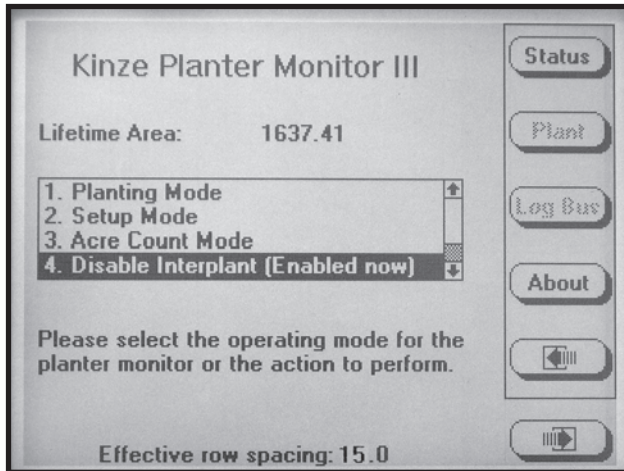 Kinze Planter Monitor III
Lifetime Area: 1637.41
1. Planting Mode
2. Setup Mode
3. Acre Count Mode
4. Disable Interplant (Enabled now)
Please select the operating mode for the
planter monitor or the action to perform.
Effective row spacing: 15.0
Status
Plant
Log Bus
About